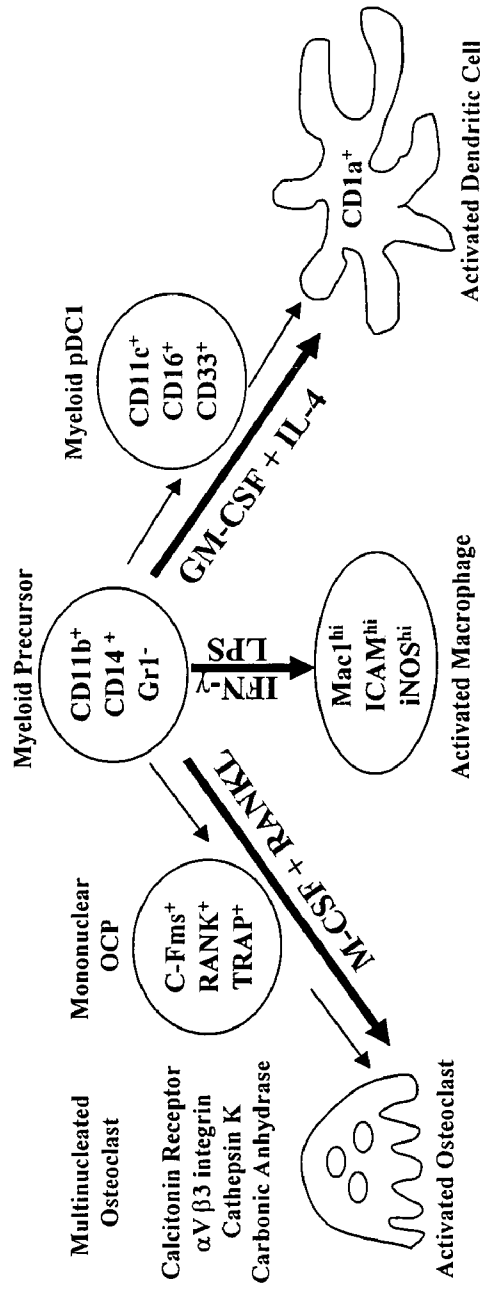 Multinucleated
Osteoclast
Calcitonin Receptor
αVβ3 integrin
Cathepsin K
Carbonic Anhydrase
Activated Osteoclast
Mononuclear
OCP
C-Fms⁺
RANK⁺
TRAP⁺
M-CSF + RANKL
Myeloid Precursor
CD11b⁺
CD14⁺
Gr1⁻
IFN-γ
LPS
Mac1ʰⁱ
ICAMʰⁱ
iNOSʰⁱ
Activated Macrophage
Myeloid pDC1
CD11c⁺
CD16⁺
CD33⁺
GM-CSF + IL-4
CD1a⁺
Activated Dendritic Cell